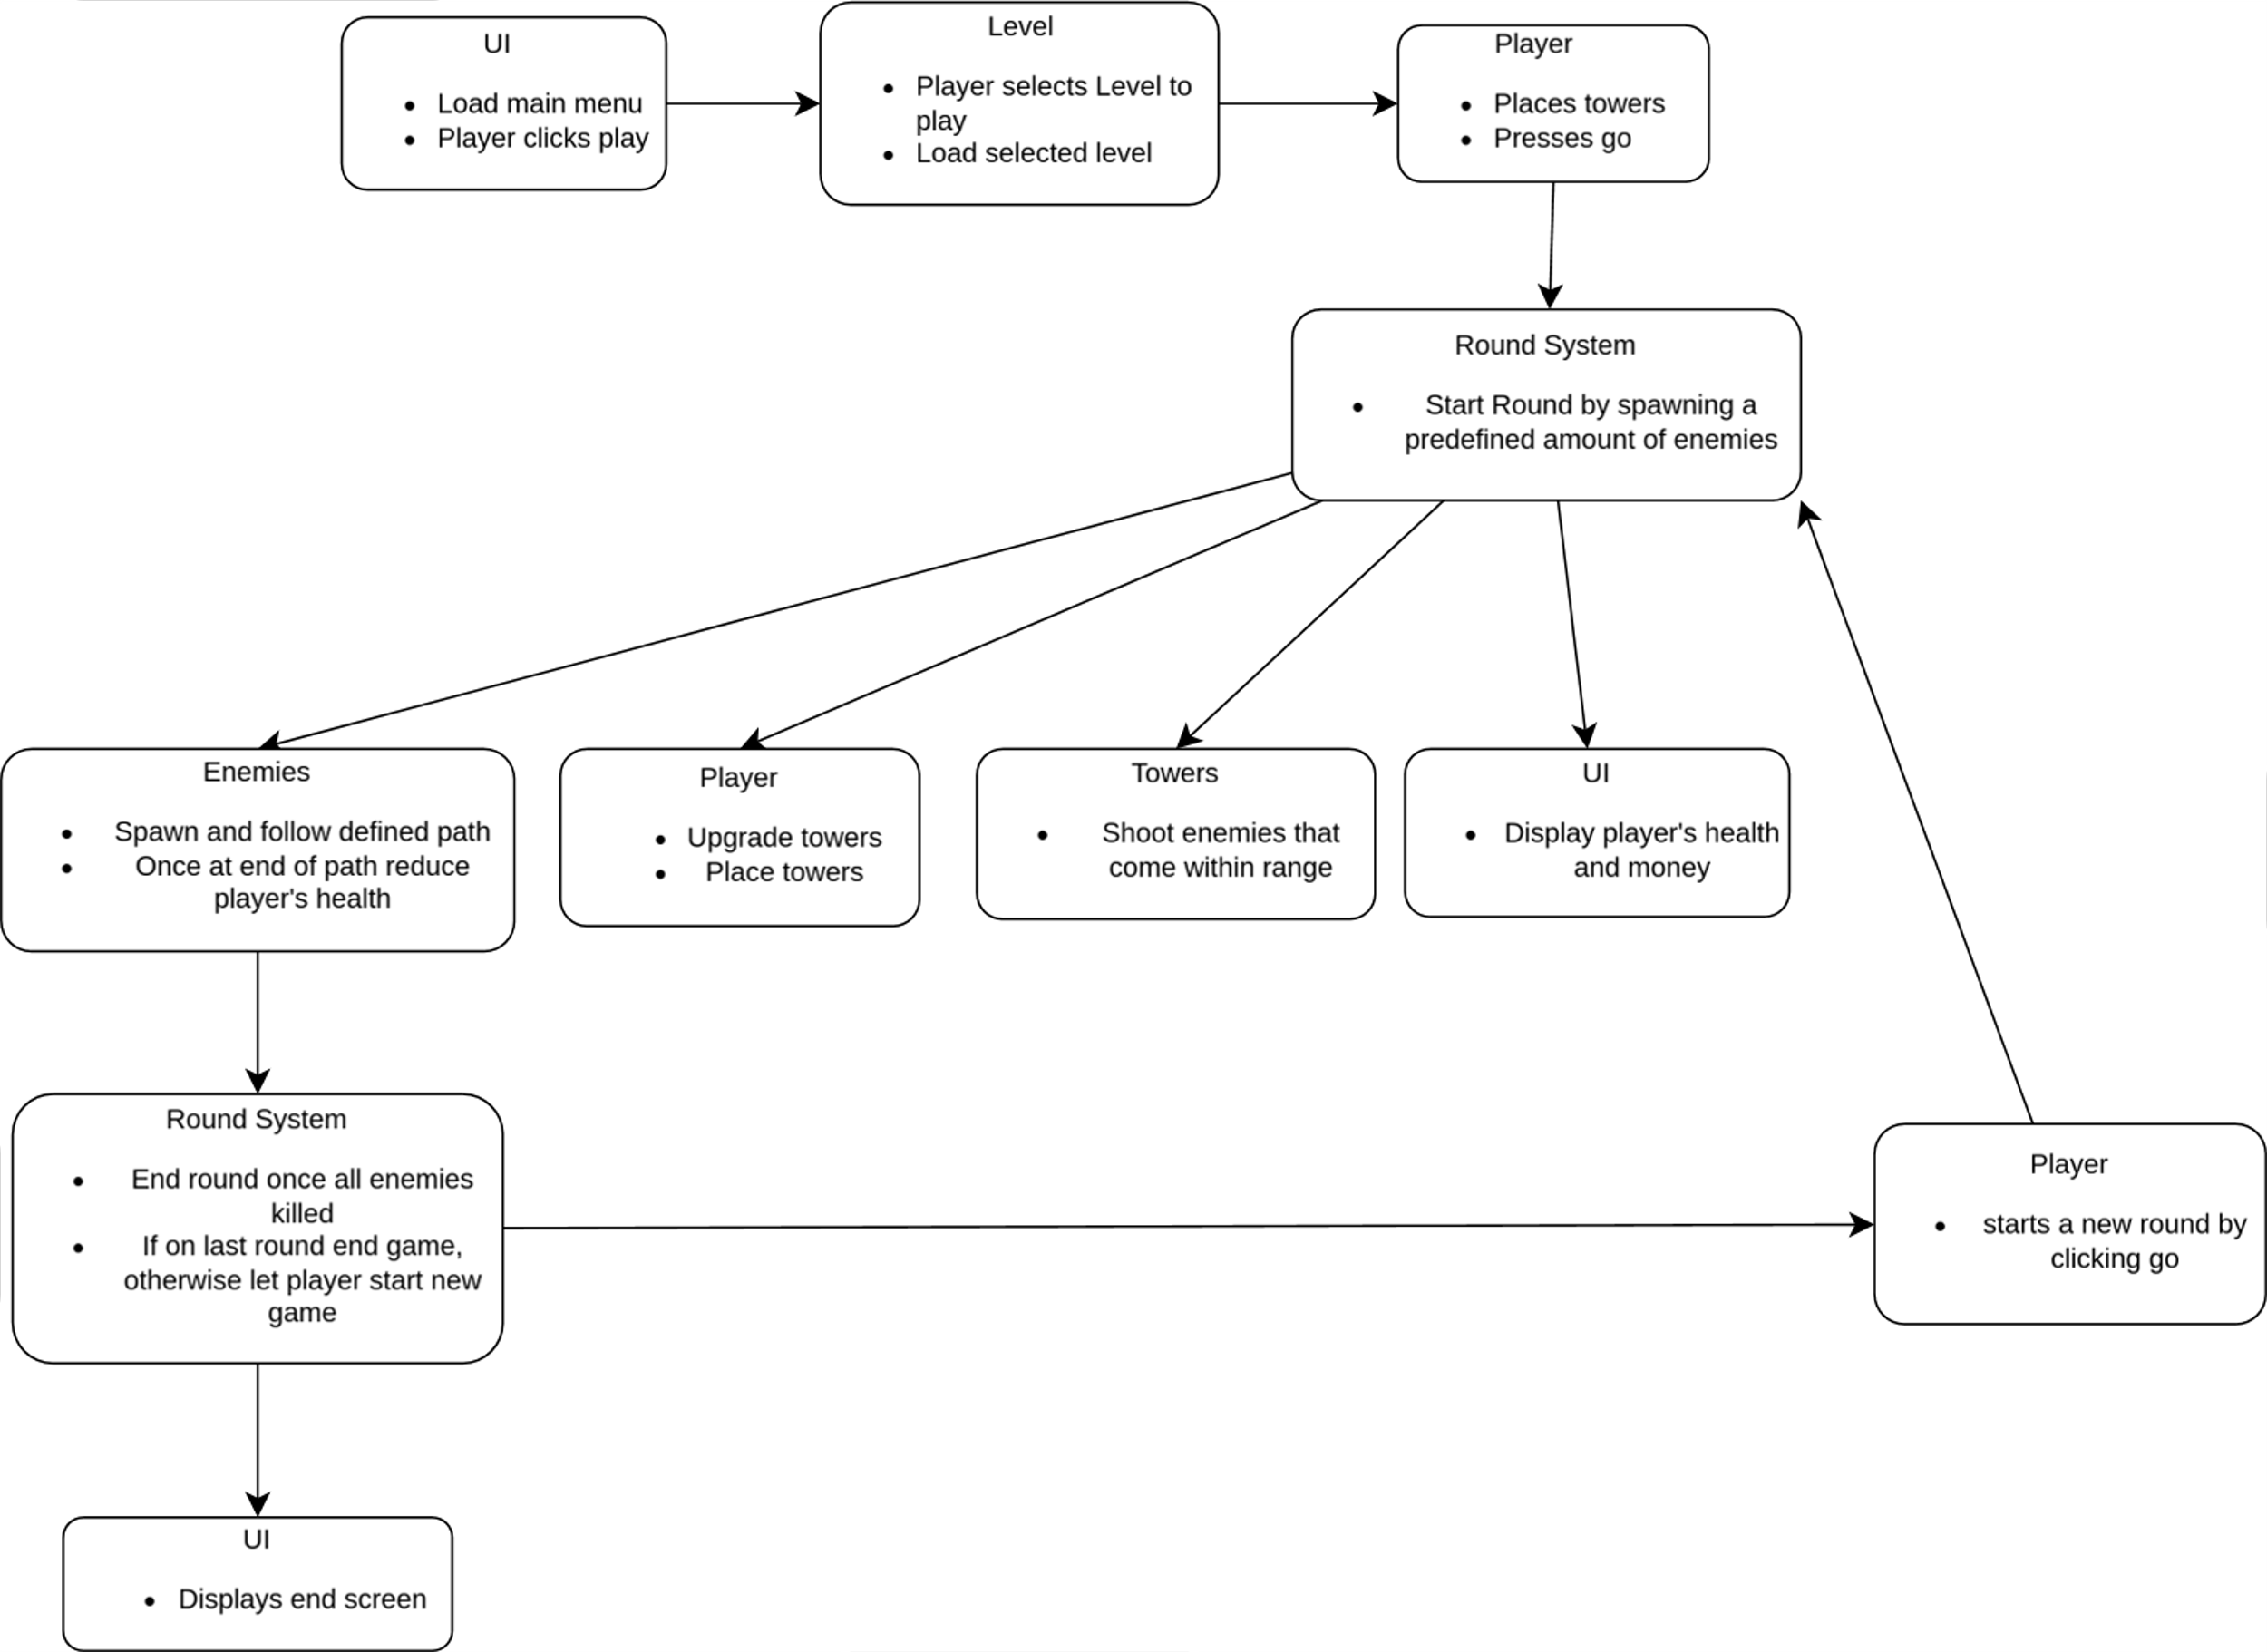 UI
• Load main menu
• Player clicks play
Level
• Player selects Level to
play
• Load selected level
Player
• Places towers
• Presses go
Round System
• Start Round by spawning a
predefined amount of enemies
Enemies
• Spawn and follow defined path
• Once at end of path reduce
player's health
Player
• Upgrade towers
• Place towers
Towers
• Shoot enemies that
come within range
UI
• Display player's health
and money
Round System
• End round once all enemies
killed
• If on last round end game,
otherwise let player start new
game
Player
• starts a new round by
clicking go
UI
• Displays end screen